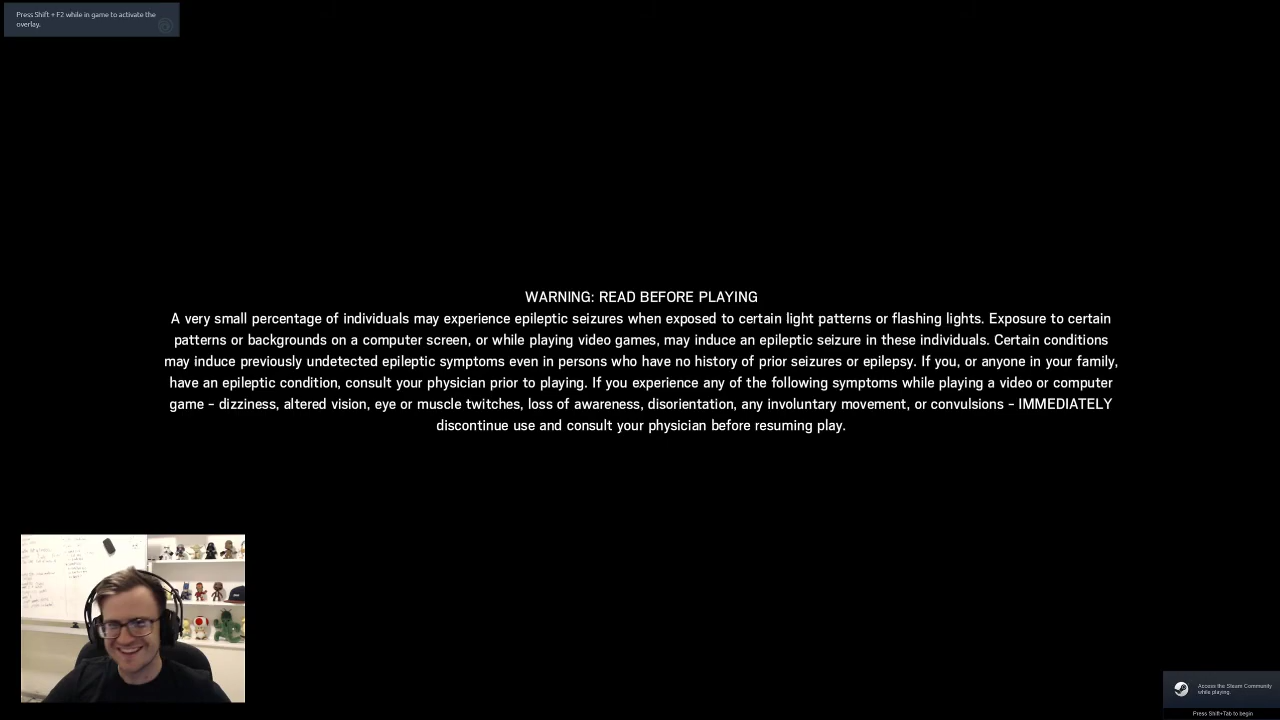 Press Shift + F2 while in game to activate the
overlay.
WARNING: READ BEFORE PLAYING
A very small percentage of individuals may experience epileptic seizures when exposed to certain light patterns or flashing lights. Exposure to certain
patterns or backgrounds on a computer screen, or while playing video games, may induce an epileptic seizure in these individuals. Certain conditions
may induce previously undetected epileptic symptoms even in persons who have no history of prior seizures or epilepsy. If you, or anyone in your family,
have an epileptic condition, consult your physician prior to playing. If you experience any of the following symptoms while playing a video or computer
game – dizziness, altered vision, eye or muscle twitches, loss of awareness, disorientation, any involuntary movement, or convulsions – IMMEDIATELY
discontinue use and consult your physician before resuming play.
Access the Steam Community
while playing.
Press Shift+Tab to begin